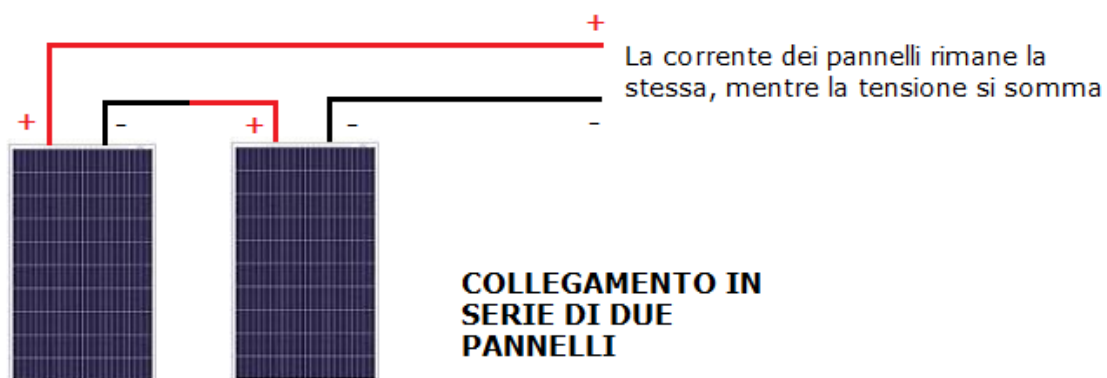 +
La corrente dei pannelli rimane la
stessa, mentre la tensione si somma
-
+ - + -
COLLEGAMENTO IN
SERIE DI DUE
PANNELLI